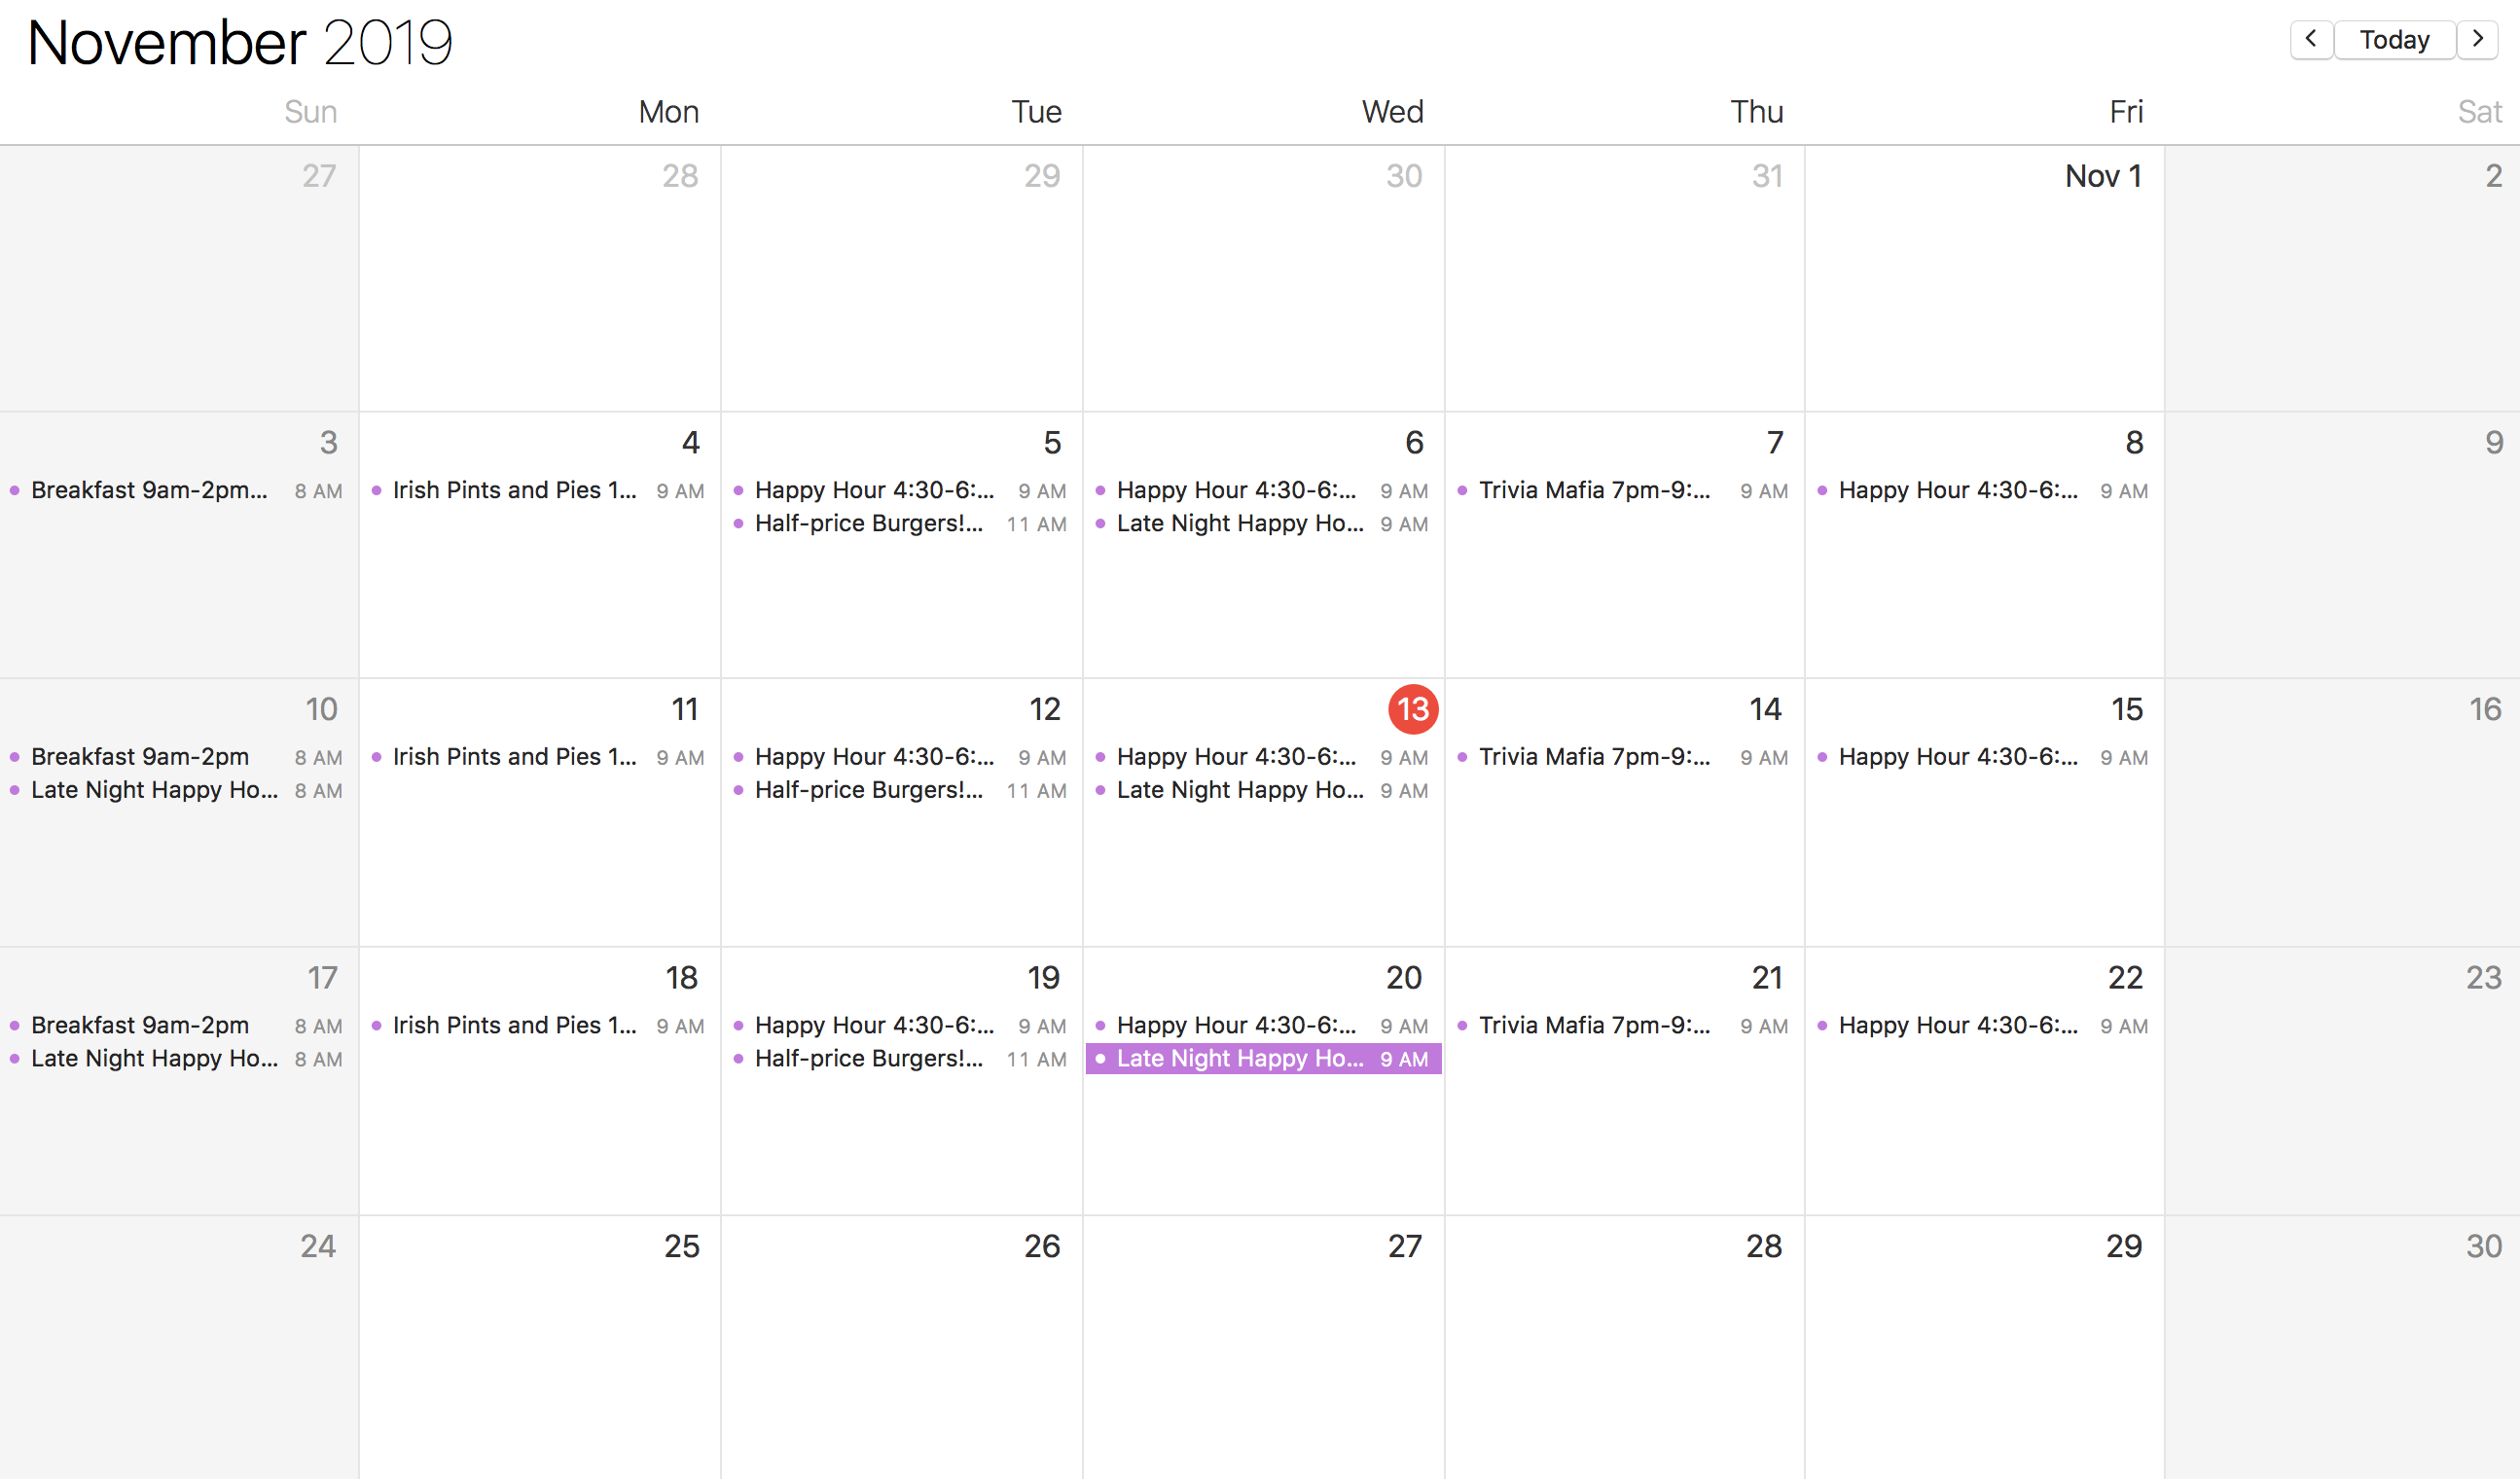 November 2019
< Today >
Sun Mon Tue Wed Thu Fri Sat
27 28 29 30 31 Nov 1 2
3 4 5 6 7 8 9
Breakfast 9am-2pm... 8 AM Irish Pints and Pies 1... 9 AM Happy Hour 4:30-6:... 9 AM Happy Hour 4:30-6:... 9 AM Trivia Mafia 7pm-9:... 9 AM Happy Hour 4:30-6:... 9 AM
Half-price Burgers!... 11 AM Late Night Happy Ho... 9 AM
10 11 12 13 14 15 16
Breakfast 9am-2pm 8 AM Irish Pints and Pies 1... 9 AM Happy Hour 4:30-6:... 9 AM Happy Hour 4:30-6:... 9 AM Trivia Mafia 7pm-9:... 9 AM Happy Hour 4:30-6:... 9 AM
Late Night Happy Ho... 8 AM Half-price Burgers!... 11 AM Late Night Happy Ho... 9 AM
17 18 19 20 21 22 23
Breakfast 9am-2pm 8 AM Irish Pints and Pies 1... 9 AM Happy Hour 4:30-6:... 9 AM Happy Hour 4:30-6:... 9 AM Trivia Mafia 7pm-9:... 9 AM Happy Hour 4:30-6:... 9 AM
Late Night Happy Ho... 8 AM Half-price Burgers!... 11 AM Late Night Happy Ho... 9 AM
24 25 26 27 28 29 30